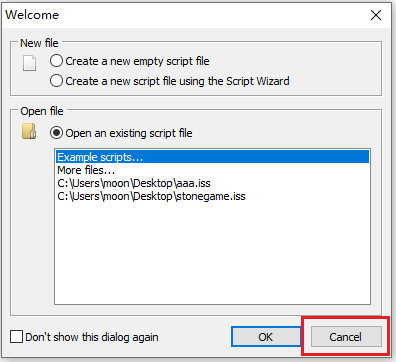 Welcome
New file
Create a new empty script file
Create a new script file using the Script Wizard
Open file
Open an existing script file
Example scripts...
More files...
C:\Users\moon\Desktop\aaa.iss
C:\Users\moon\Desktop\stonegame.iss
Don't show this dialog again
OK
Cancel